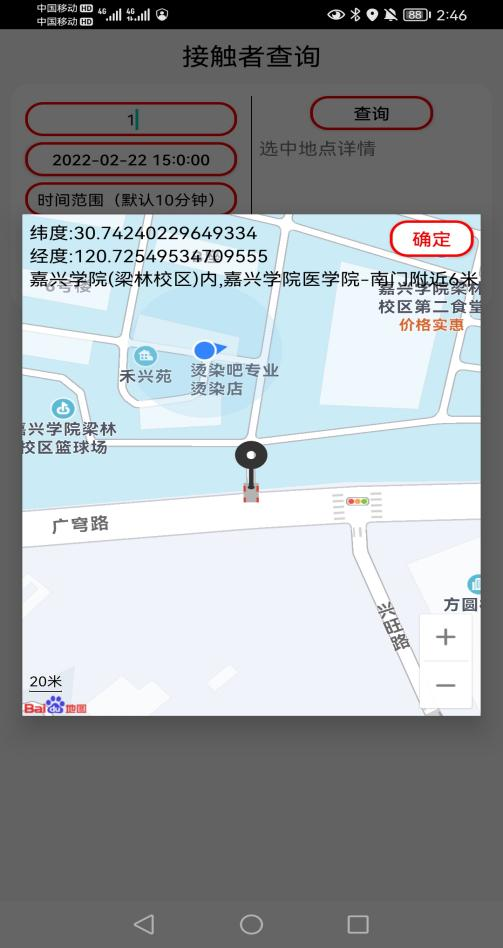 中国移动 HD 4G 4G 88 2:46
中国移动 HD
接触者查询
1
查询
2022-02-22 15:0:00
选中地点详情
时间范围（默认10分钟）
纬度:30.74240229649334
确定
经度:120.72549534709555
嘉兴学院(梁林校区)内,嘉兴学院医学院-南门附近6米
6号楼
嘉兴学院梁林
校区第二食堂
价格实惠
禾兴苑
烫染吧专业
烫染店
嘉兴学院梁林
校区篮球场
广穹路
兴旺路
方圆
+
20米
−
Bai du 地图